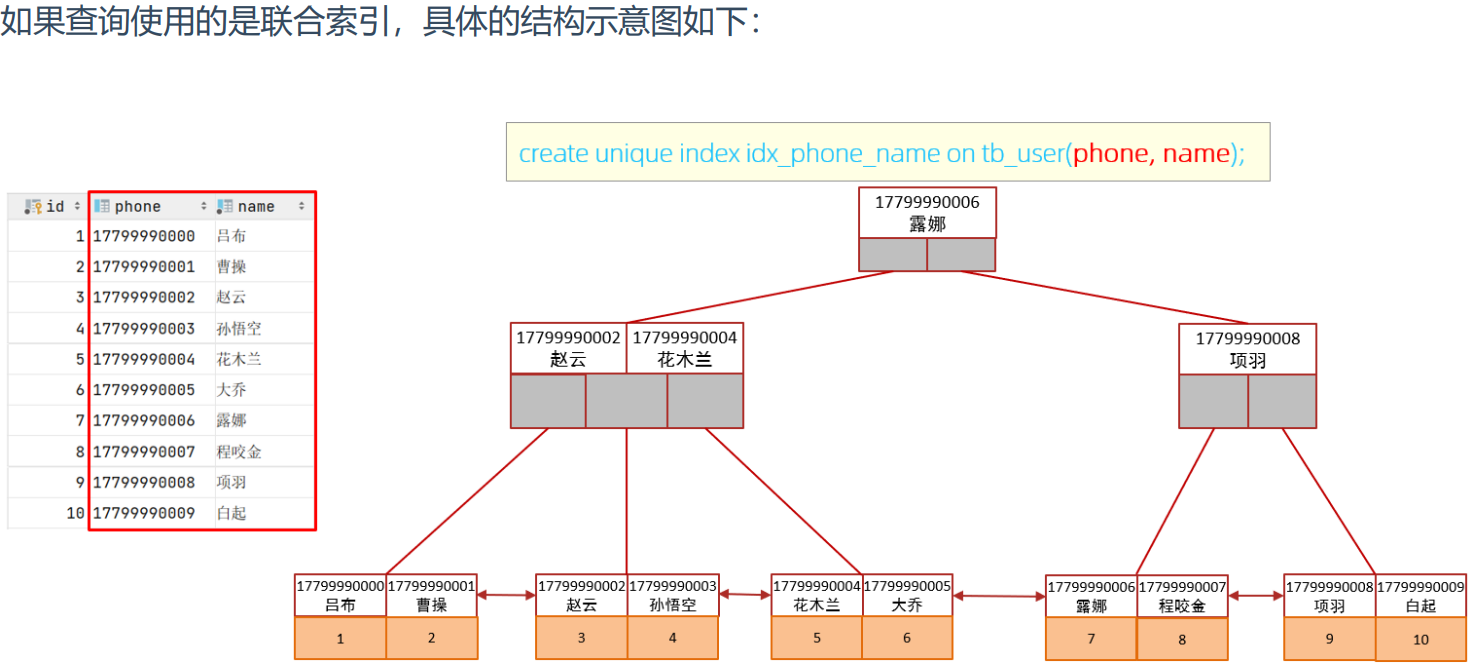 如果查询使用的是联合索引，具体的结构示意图如下：
create unique index idx_phone_name on tb_user(phone, name);
id phone name
1 17799990000 吕布
2 17799990001 曹操
3 17799990002 赵云
4 17799990003 孙悟空
5 17799990004 花木兰
6 17799990005 大乔
7 17799990006 露娜
8 17799990007 程咬金
9 17799990008 项羽
10 17799990009 白起
17799990006
露娜
17799990002 17799990004
赵云 花木兰
17799990008
项羽
17799990000 17799990001
吕布 曹操
1 2
17799990002 17799990003
赵云 孙悟空
3 4
17799990004 17799990005
花木兰 大乔
5 6
17799990006 17799990007
露娜 程咬金
7 8
17799990008 17799990009
项羽 白起
9 10